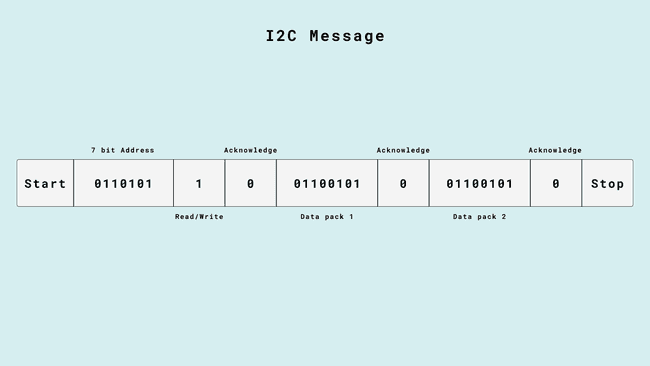 I2C Message
7 bit Address Acknowledge Acknowledge Acknowledge
Start 0110101 1 0 01100101 0 01100101 0 Stop
Read/Write Data pack 1 Data pack 2